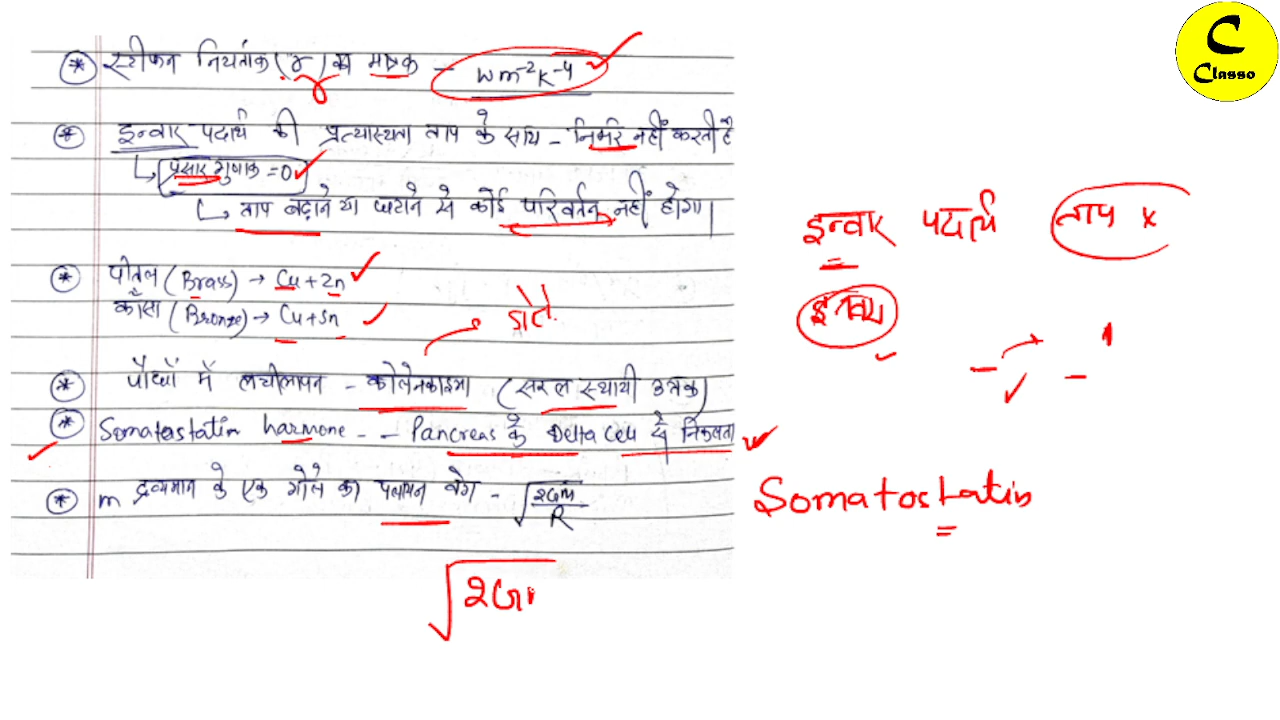 * स्टीफन नियतांक (σ) का मात्रक - Wm⁻²K⁻⁴
γ
* इन्वार पदार्थ की प्रत्यास्थता ताप के साथ - निर्भर नहीं करती है
↳ प्रसार गुणांक = 0
↳ ताप बढ़ाने या घटाने से कोई परिवर्तन नहीं होगा।
* पीतल (Brass) → Cu + Zn
काँसा (Bronze) → Cu + Sn
* पौधों में लचीलापन - कोलेनकाइमा (सरल स्थायी उत्तक)
* Somatostatin harmone - - Pancreas के Delta Cell से निकलता
* m द्रव्यमान के एक गोले का पलायन वेग - √2GM/R
√2G
इन्वार पदार्थ ताप x
Somatostatin
C
Classo